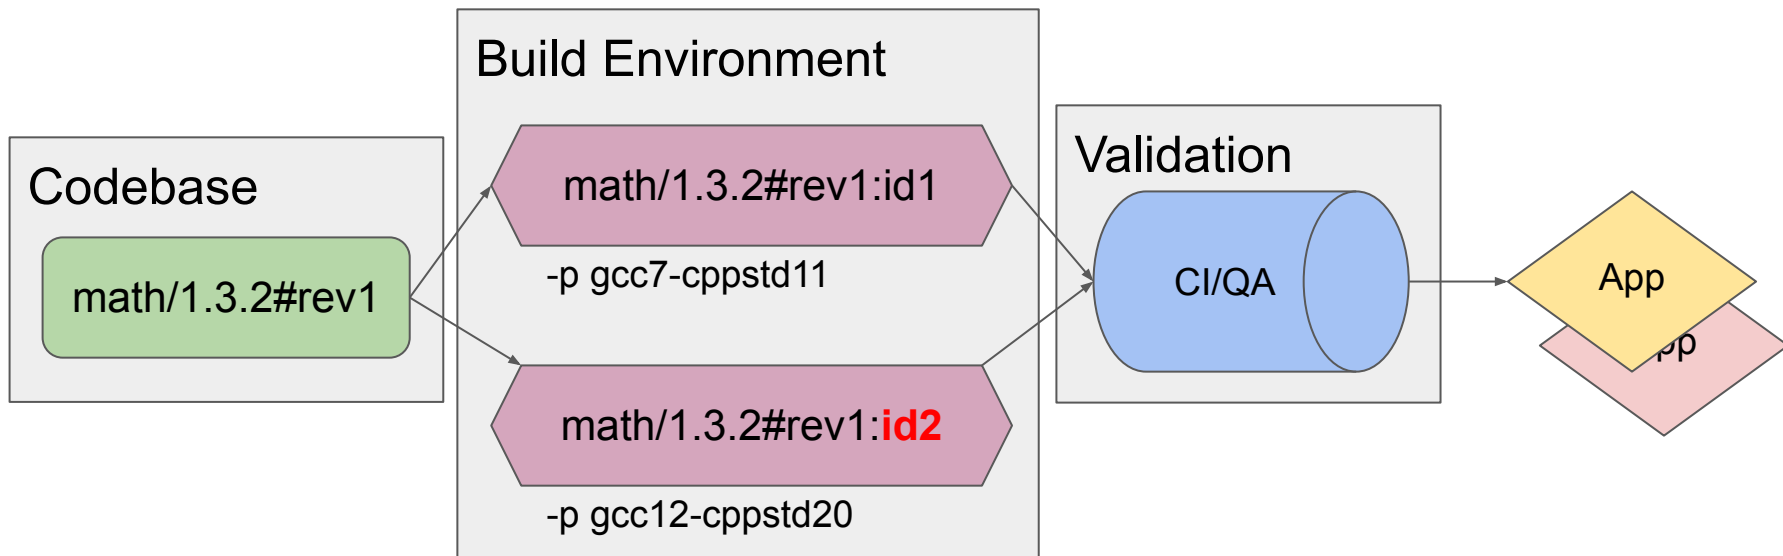 Codebase
math/1.3.2#rev1
Build Environment
math/1.3.2#rev1:id1
-p gcc7-cppstd11
math/1.3.2#rev1:id2
-p gcc12-cppstd20
Validation
CI/QA
App
pp